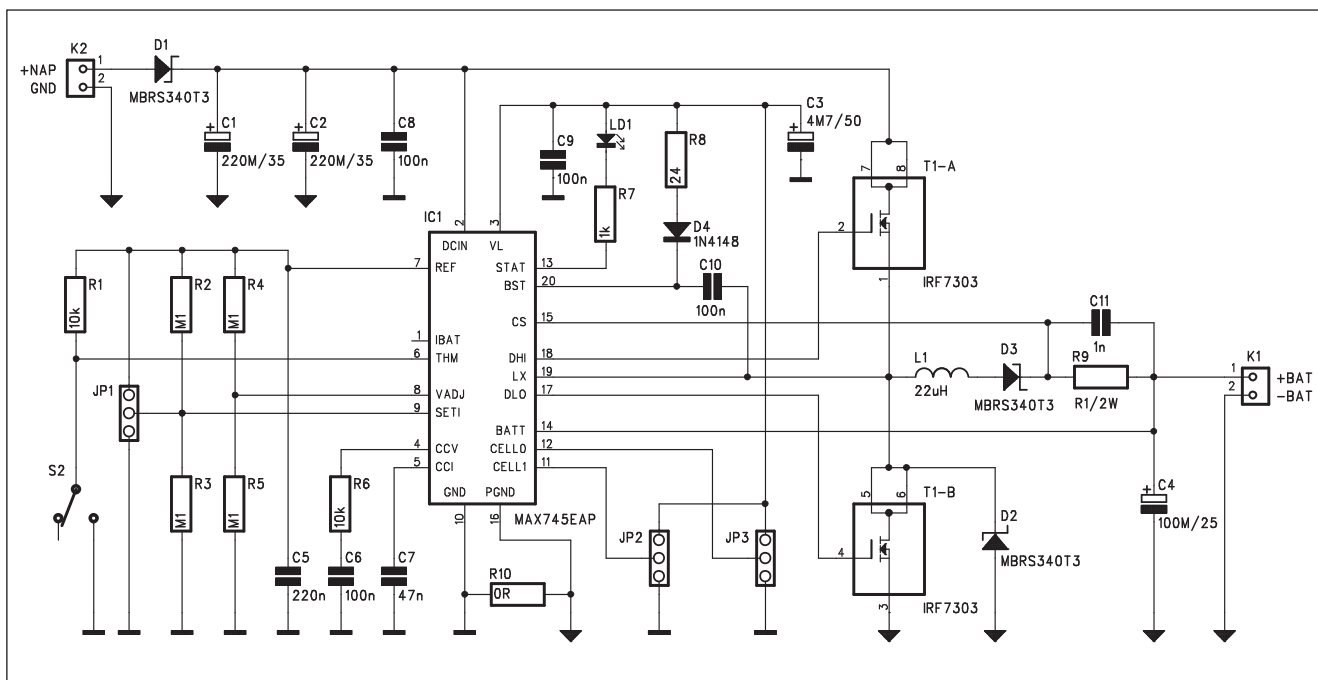 K2
+NAP
GND
1
2
D1
MBRS340T3
+
C1
220M/35
+
C2
220M/35
C8
100n
C9
100n
LD1
R7
1k
R8
24
D4
1N4148
C10
100n
+
C3
4M7/50
T1-A
7
8
2
1
IRF7303
IC1
2
3
DCIN
VL
7
REF
STAT
13
BST
20
CS
15
1
IBAT
6
THM
DHI
18
LX
19
8
VADJ
DLO
17
9
SETI
BATT
14
4
CCV
CELL0
12
5
CCI
CELL1
11
GND
PGND
10
16
MAX745EAP
R1
10k
R2
M1
R4
M1
JP1
S2
R3
M1
R5
M1
R6
10k
C5
220n
C6
100n
C7
47n
R10
0R
JP2
JP3
L1
22uH
D3
MBRS340T3
C11
1n
R9
R1/2W
K1
1
2
+BAT
-BAT
T1-B
5
6
4
3
IRF7303
D2
MBRS340T3
+
C4
100M/25